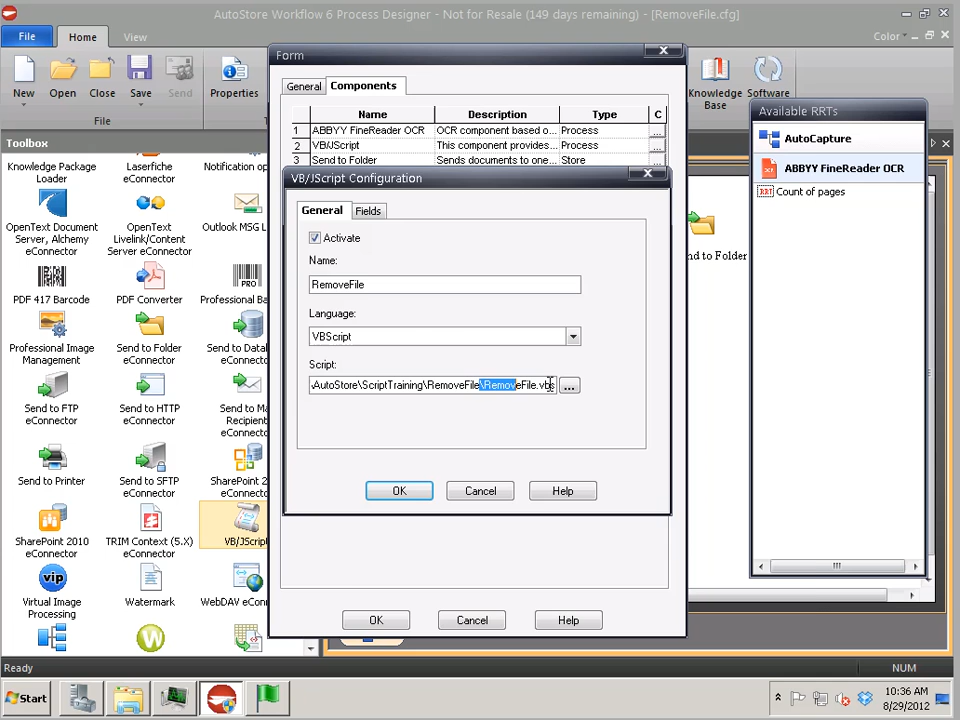 AutoStore Workflow 6 Process Designer - Not for Resale (149 days remaining) - [RemoveFile.cfg]
File
Home
View
Color
New
Open
Close
Save
Send
Properties
Knowledge
Base
Software
File
Toolbox
Knowledge Package
Loader
Laserfiche
eConnector
Notification op
OpenText Document
Server, Alchemy
eConnector
OpenText
Livelink/Content
Server eConnector
Outlook MSG L
PDF 417 Barcode
PDF Converter
Professional Ba
Professional Image
Management
Send to Folder
eConnector
Send to Datab
eConnector
Send to FTP
eConnector
Send to HTTP
eConnector
Send to Ma
Recipient
eConnector
Send to Printer
Send to SFTP
eConnector
SharePoint 2
eConnector
SharePoint 2010
eConnector
TRIM Context (5.X)
eConnector
VB/JScript
Virtual Image
Processing
Watermark
WebDAV eConn
Form
General
Components
Name Description Type C
1 ABBYY FineReader OCR OCR component based o... Process ...
2 VB/JScript This component provides... Process ...
3 Send to Folder Sends documents to one... Store
VB/JScript Configuration
General
Fields
Activate
Name:
RemoveFile
Language:
VBScript
Script:
AutoStore\ScriptTraining\RemoveFile\RemoveFile.vbs
...
OK
Cancel
Help
OK
Cancel
Help
nd to Folder
Available RRTs
AutoCapture
ABBYY FineReader OCR
RRT
Count of pages
Ready
NUM
Start
10:36 AM
8/29/2012